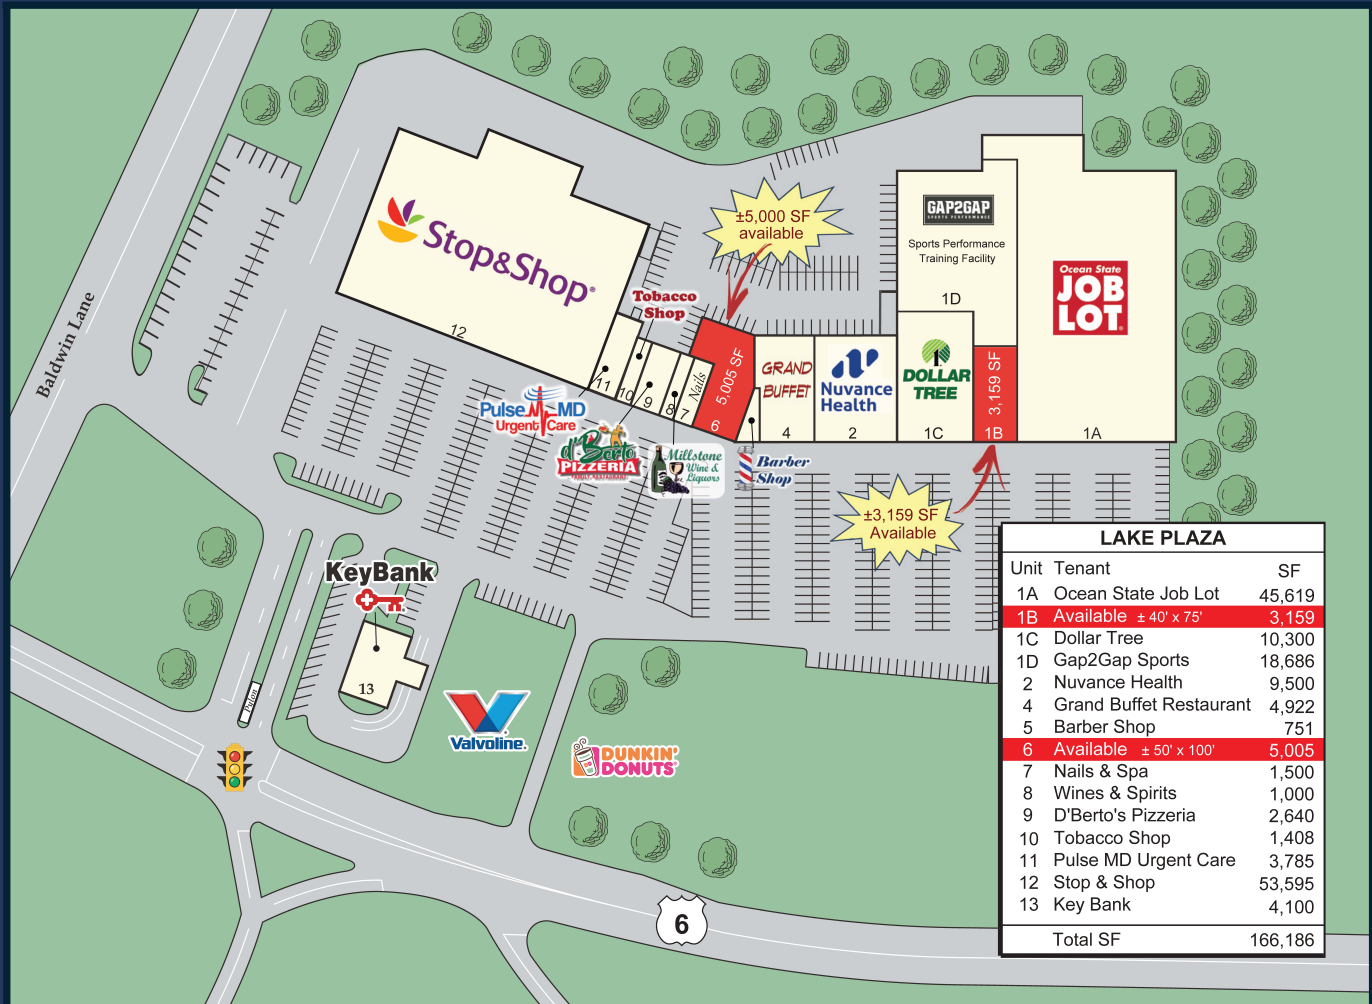 Baldwin Lane
Stop&Shop®
12
Tobacco
Shop
±5,000 SF
available
GAP2GAP
SPORTS PERFORMANCE
Sports Performance
Training Facility
1D
Ocean State
JOB
LOT®
1A
11
10
9
8
7
Nails
5,005 SF
6
GRAND
BUFFET
4
Nuvance
Health
2
1
DOLLAR
TREE
1C
3,159 SF
1B
PulseMD
Urgent Care
d'Berto
PIZZERIA
FAMILY RESTAURANT
Millstone
Wine &
Liquors
Barber
Shop
±3,159 SF
Available
KeyBank
13
Pylon
Valvoline.
DUNKIN'
DONUTS®
6
LAKE PLAZA
Unit Tenant SF
1A Ocean State Job Lot 45,619
1B Available ± 40' x 75' 3,159
1C Dollar Tree 10,300
1D Gap2Gap Sports 18,686
2 Nuvance Health 9,500
4 Grand Buffet Restaurant 4,922
5 Barber Shop 751
6 Available ± 50' x 100' 5,005
7 Nails & Spa 1,500
8 Wines & Spirits 1,000
9 D'Berto's Pizzeria 2,640
10 Tobacco Shop 1,408
11 Pulse MD Urgent Care 3,785
12 Stop & Shop 53,595
13 Key Bank 4,100
Total SF 166,186